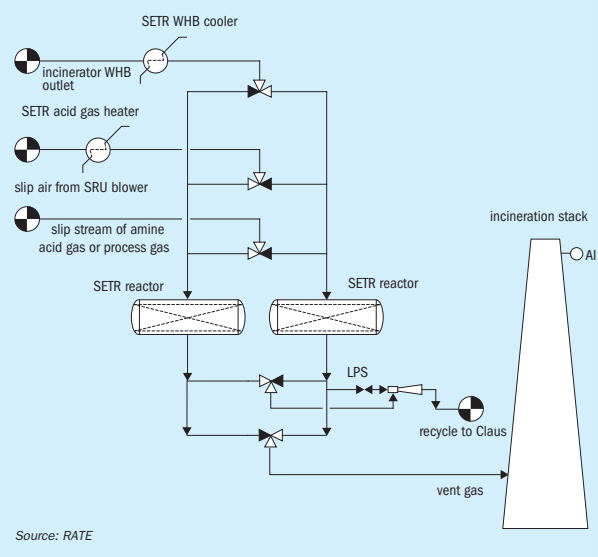 SETR WHB cooler
incinerator WHB
outlet
SETR acid gas heater
slip air from SRU blower
slip stream of amine
acid gas or process gas
incineration stack
AI
SETR reactor
SETR reactor
LPS
recycle to Claus
vent gas
Source: RATE